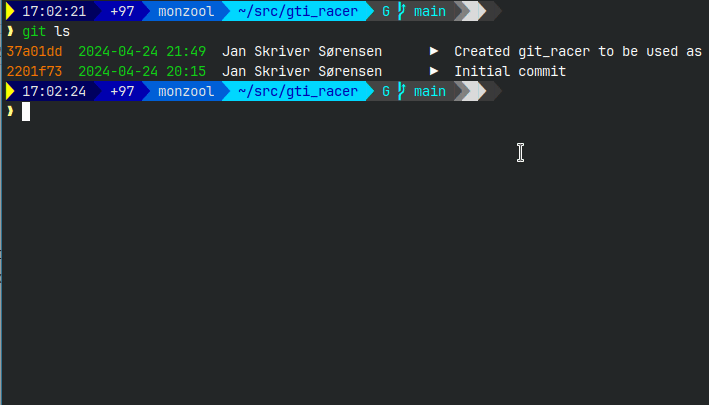 17:02:21 +97 monzool ~/src/gti_racer G main
❱ git ls
37a01dd 2024-04-24 21:49 Jan Skriver Sørensen ► Created git_racer to be used as
2201f73 2024-04-24 20:15 Jan Skriver Sørensen ► Initial commit
17:02:24 +97 monzool ~/src/gti_racer G main
❱